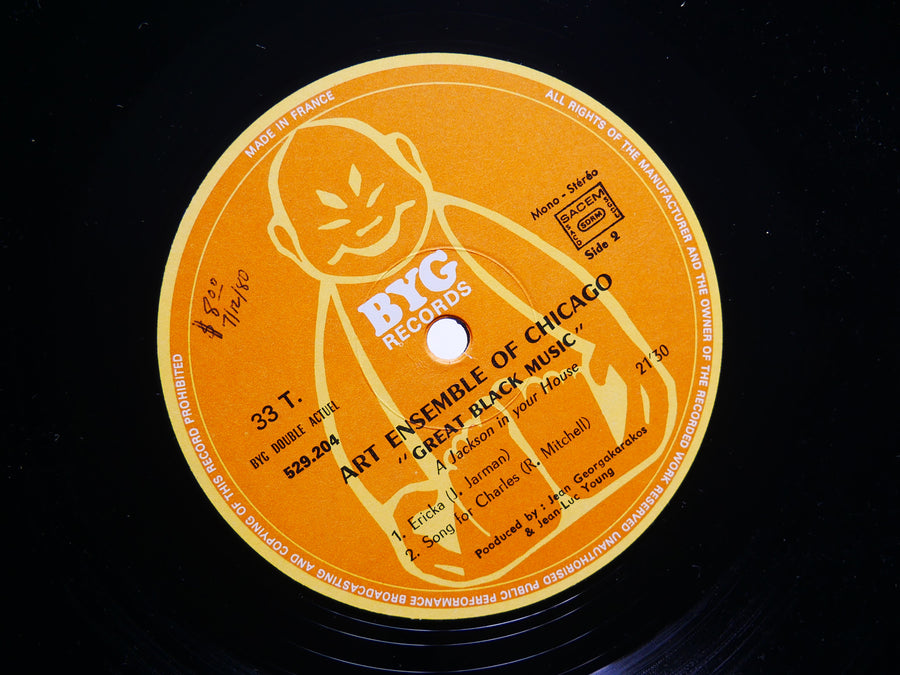 MADE IN FRANCE
ALL RIGHTS OF THE MANUFACTURER AND THE OWNER OF THE RECORDED WORK RESERVED UNAUTHORISED PUBLIC PERFORMANCE BROADCASTING AND COPYING OF THIS RECORD PROHIBITED
Mono - Stéréo
SACEM
SACD
SDRM
SGDL
Side 2
$ 8.00
7/12/80
BYG
RECORDS
33 T.
BYG DOUBLE ACTUEL
529.204
ART ENSEMBLE OF CHICAGO
"GREAT BLACK MUSIC"
A Jackson in your House
21'30
1. Ericka (J. Jarman)
2. Song for Charles (R. Mitchell)
Pooduced by : Jean Georgakarakos
& Jean-Luc Young